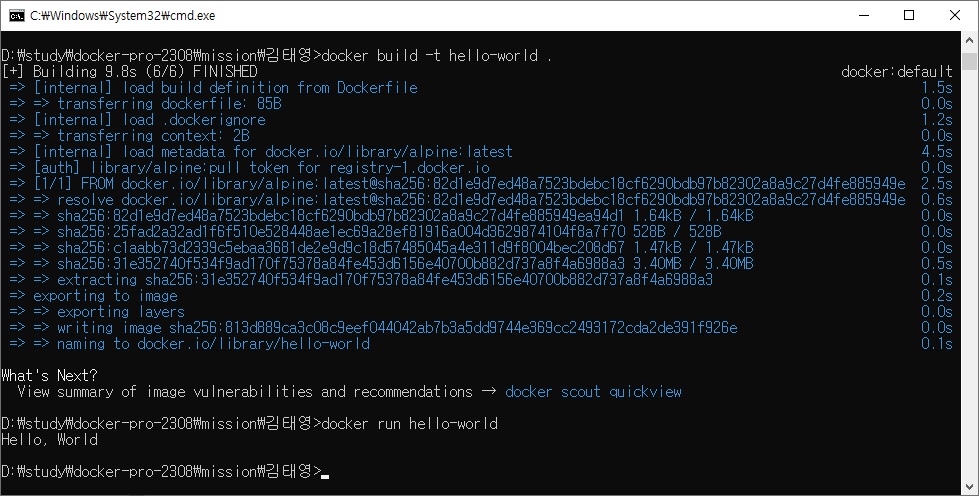 C:₩Windows₩System32₩cmd.exe
D:₩study₩docker-pro-2308₩mission₩김태영>docker build -t hello-world .
[+] Building 9.8s (6/6) FINISHED docker:default
=> [internal] load build definition from Dockerfile 1.5s
=> => transferring dockerfile: 85B 0.0s
=> [internal] load .dockerignore 1.2s
=> => transferring context: 2B 0.0s
=> [internal] load metadata for docker.io/library/alpine:latest 4.5s
=> [auth] library/alpine:pull token for registry-1.docker.io 0.0s
=> [1/1] FROM docker.io/library/alpine:latest@sha256:82d1e9d7ed48a7523bdebc18cf6290bdb97b82302a8a9c27d4fe885949e 2.5s
=> => resolve docker.io/library/alpine:latest@sha256:82d1e9d7ed48a7523bdebc18cf6290bdb97b82302a8a9c27d4fe885949e 0.6s
=> => sha256:82d1e9d7ed48a7523bdebc18cf6290bdb97b82302a8a9c27d4fe885949ea94d1 1.64kB / 1.64kB 0.0s
=> => sha256:25fad2a32ad1f6f510e528448ae1ec69a28ef81916a004d3629874104f8a7f70 528B / 528B 0.0s
=> => sha256:c1aabb73d2339c5ebaa3681de2e9d9c18d57485045a4e311d9f8004bec208d67 1.47kB / 1.47kB 0.0s
=> => sha256:31e352740f534f9ad170f75378a84fe453d6156e40700b882d737a8f4a6988a3 3.40MB / 3.40MB 0.5s
=> => extracting sha256:31e352740f534f9ad170f75378a84fe453d6156e40700b882d737a8f4a6988a3 0.1s
=> exporting to image 0.2s
=> => exporting layers 0.0s
=> => writing image sha256:813d889ca3c08c9eef044042ab7b3a5dd9744e369cc2493172cda2de391f926e 0.0s
=> => naming to docker.io/library/hello-world 0.1s
What's Next?
View summary of image vulnerabilities and recommendations → docker scout quickview
D:₩study₩docker-pro-2308₩mission₩김태영>docker run hello-world
Hello, World
D:₩study₩docker-pro-2308₩mission₩김태영>